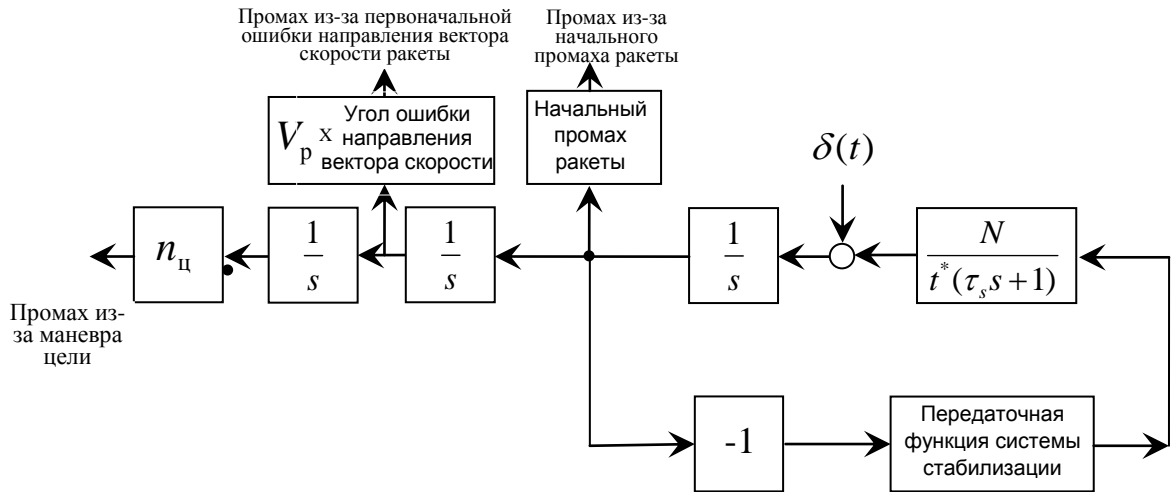 Промах из-за первоначальной
ошибки направления вектора
скорости ракеты
Промах из-за
начального
промаха ракеты
V_р x
Угол ошибки
направления
вектора скорости
Начальный
промах
ракеты
δ(t)
n_ц
1
s
1
s
1
s
N
t^*(τ_s s + 1)
Промах из-
за маневра
цели
-1
Передаточная
функция системы
стабилизации